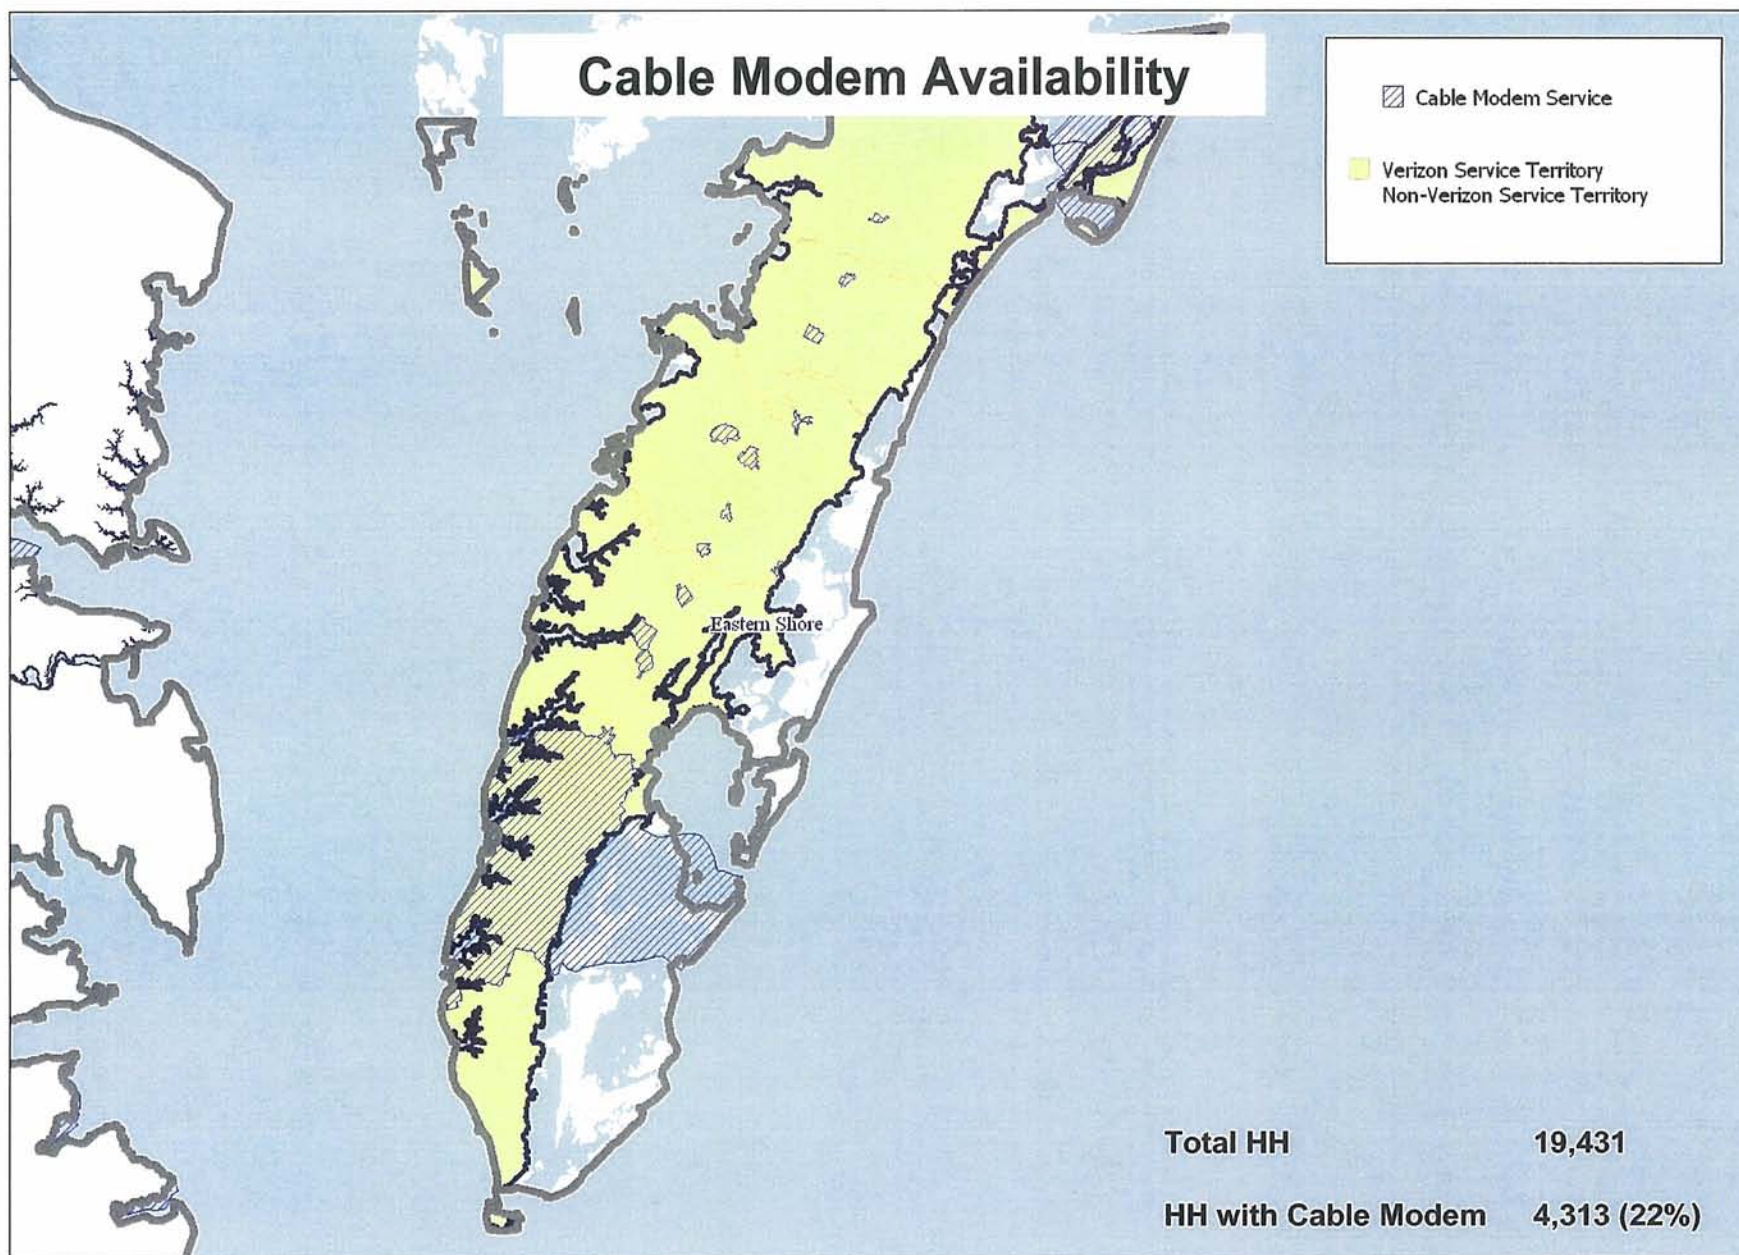 Cable Modem Availability
Cable Modem Service
Verizon Service Territory
Non-Verizon Service Territory
Eastern Shore
Total HH 19,431
HH with Cable Modem 4,313 (22%)